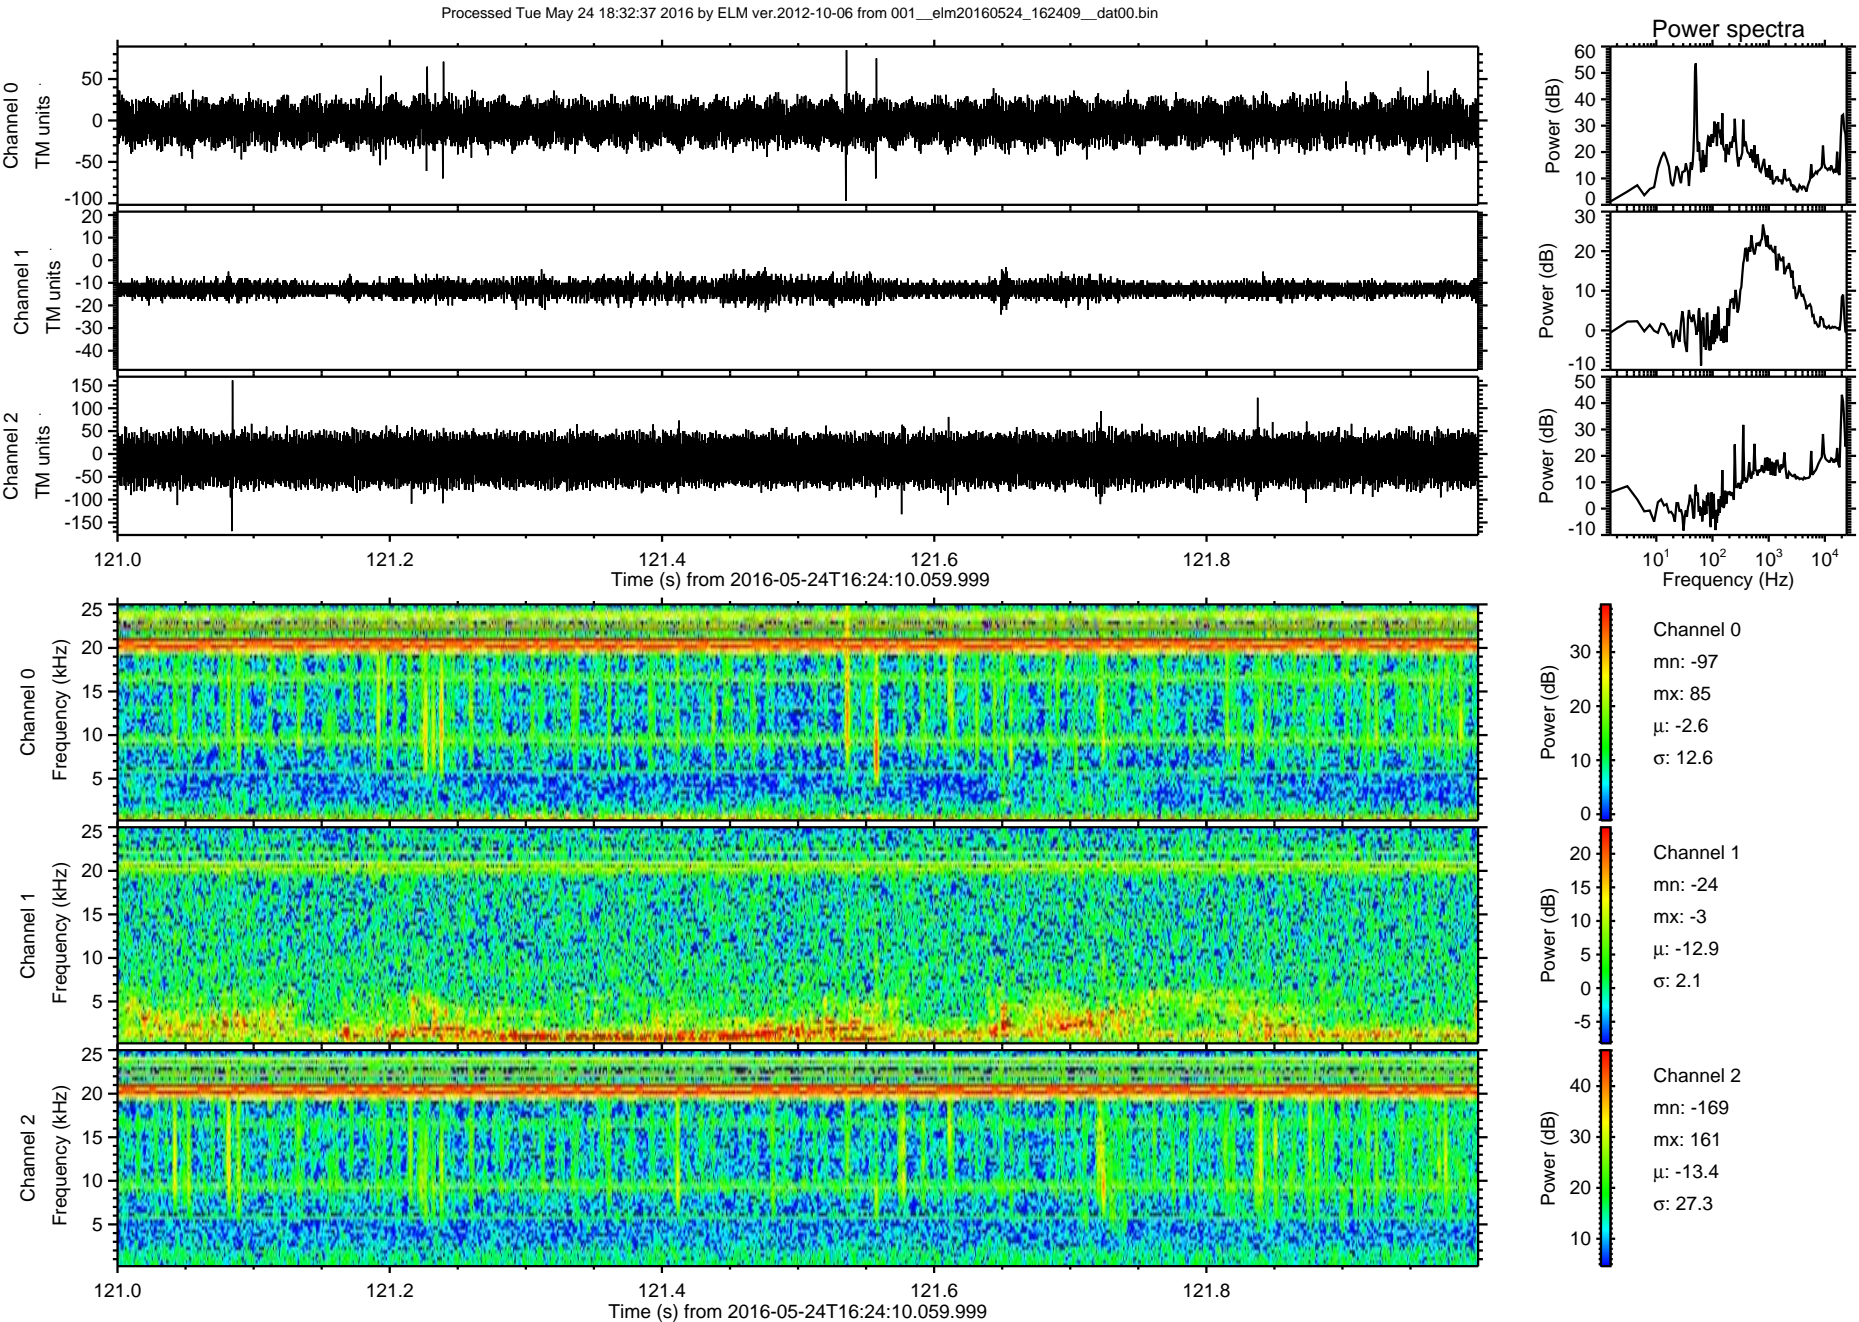 Processed Tue May 24 18:32:37 2016 by ELM ver.2012-10-06 from 001__elm20160524_162409__dat00.bin
Power spectra
Channel 0
TM units
50
0
-50
-100
Power (dB)
60
50
40
30
20
10
0
Channel 1
TM units
20
10
0
-10
-20
-30
-40
Power (dB)
30
20
10
0
-10
Channel 2
TM units
150
100
50
0
-50
-100
-150
Power (dB)
50
40
30
20
10
0
-10
121.0 121.2 121.4 121.6 121.8
Time (s) from 2016-05-24T16:24:10.059.999
10^1 10^2 10^3 10^4
Frequency (Hz)
Channel 0
Frequency (kHz)
25
20
15
10
5
Power (dB)
30
20
10
0
Channel 0
mn: -97
mx: 85
μ: -2.6
σ: 12.6
Channel 1
Frequency (kHz)
25
20
15
10
5
Power (dB)
20
15
10
5
0
-5
Channel 1
mn: -24
mx: -3
μ: -12.9
σ: 2.1
Channel 2
Frequency (kHz)
25
20
15
10
5
Power (dB)
40
30
20
10
Channel 2
mn: -169
mx: 161
μ: -13.4
σ: 27.3
121.0 121.2 121.4 121.6 121.8
Time (s) from 2016-05-24T16:24:10.059.999